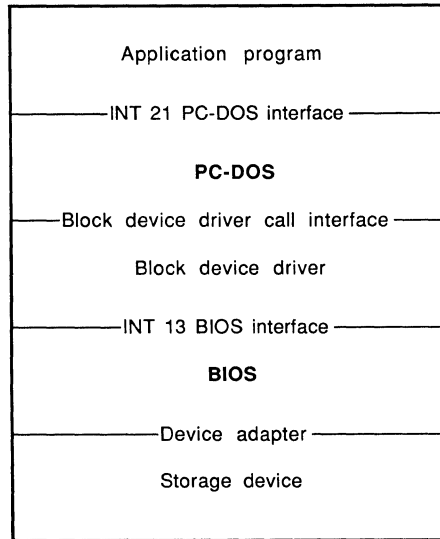 Application program
INT 21 PC-DOS interface
PC-DOS
Block device driver call interface
Block device driver
INT 13 BIOS interface
BIOS
Device adapter
Storage device